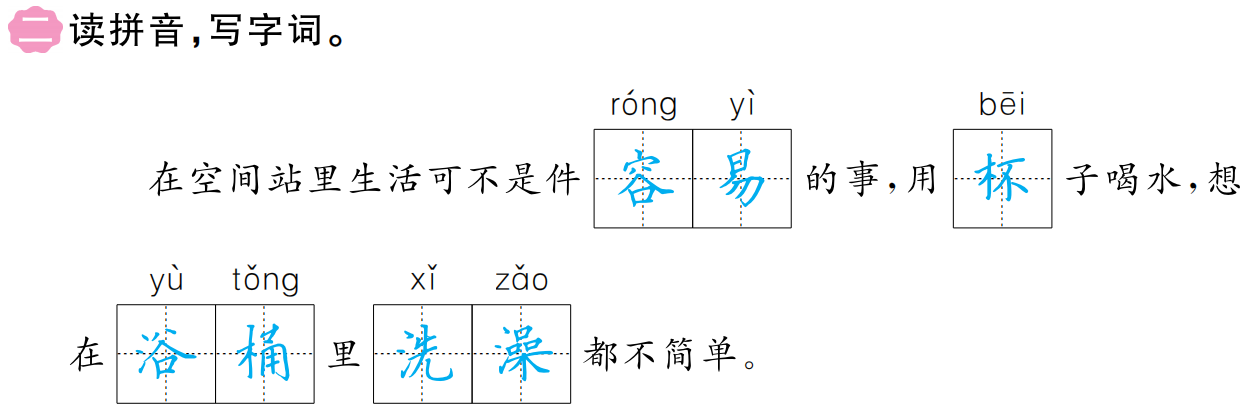 二 读拼音,写字词。
róng yì bēi
在空间站里生活可不是件容易的事,用杯子喝水,想
yù tǒng xǐ zǎo
在浴桶里洗澡都不简单。